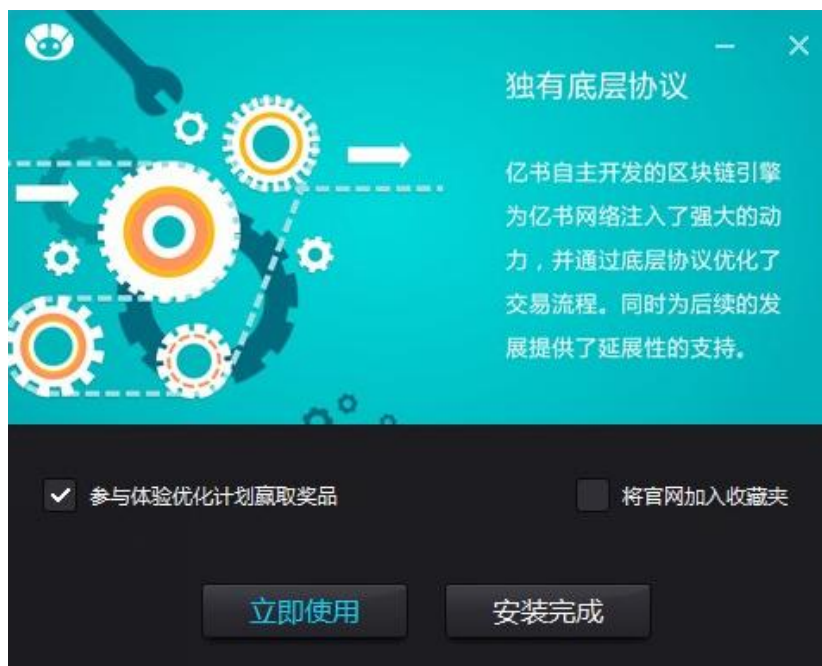 独有底层协议
亿书自主开发的区块链引擎
为亿书网络注入了强大的动
力，并通过底层协议优化了
交易流程。同时为后续的发
展提供了延展性的支持。
参与体验优化计划赢取奖品
将官网加入收藏夹
立即使用
安装完成